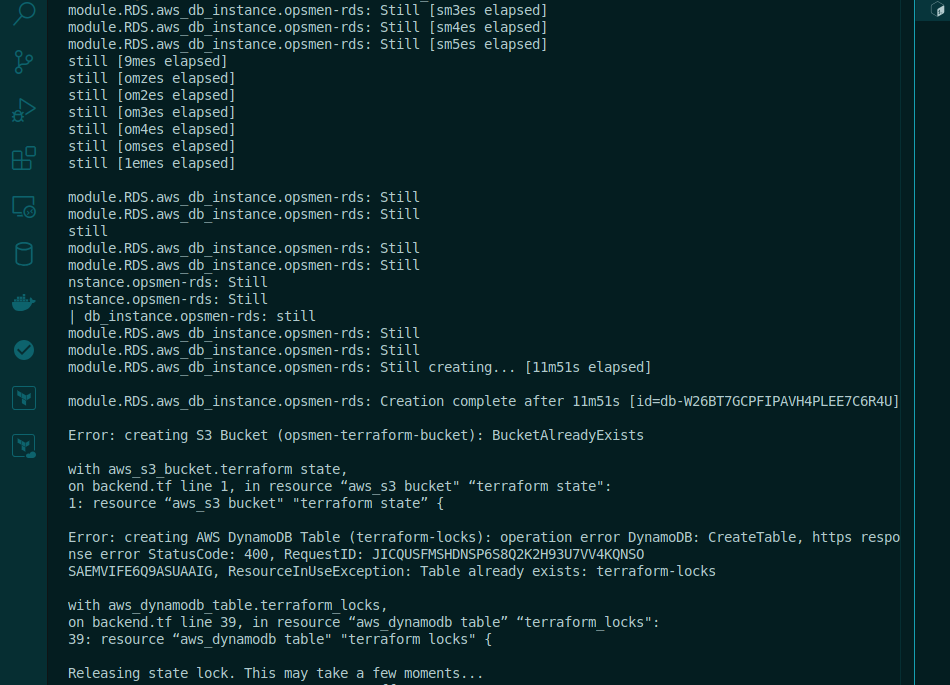 module.RDS.aws_db_instance.opsmen-rds: Still [sm3es elapsed]
module.RDS.aws_db_instance.opsmen-rds: Still [sm4es elapsed]
module.RDS.aws_db_instance.opsmen-rds: Still [sm5es elapsed]
still [9mes elapsed]
still [omzes elapsed]
still [om2es elapsed]
still [om3es elapsed]
still [om4es elapsed]
still [omses elapsed]
still [1emes elapsed]
module.RDS.aws_db_instance.opsmen-rds: Still
module.RDS.aws_db_instance.opsmen-rds: Still
still
module.RDS.aws_db_instance.opsmen-rds: Still
module.RDS.aws_db_instance.opsmen-rds: Still
nstance.opsmen-rds: Still
nstance.opsmen-rds: Still
| db_instance.opsmen-rds: still
module.RDS.aws_db_instance.opsmen-rds: Still
module.RDS.aws_db_instance.opsmen-rds: Still
module.RDS.aws_db_instance.opsmen-rds: Still creating... [11m51s elapsed]
module.RDS.aws_db_instance.opsmen-rds: Creation complete after 11m51s [id=db-W26BT7GCPFIPAVH4PLEE7C6R4U]
Error: creating S3 Bucket (opsmen-terraform-bucket): BucketAlreadyExists
with aws_s3_bucket.terraform state,
on backend.tf line 1, in resource “aws_s3 bucket" “terraform state":
1: resource “aws_s3 bucket" "terraform state” {
Error: creating AWS DynamoDB Table (terraform-locks): operation error DynamoDB: CreateTable, https respo
nse error StatusCode: 400, RequestID: JICQUSFMSHDNSP6S8Q2K2H93U7VV4KQNSO
SAEMVIFE6Q9ASUAAIG, ResourceInUseException: Table already exists: terraform-locks
with aws_dynamodb_table.terraform_locks,
on backend.tf line 39, in resource “aws_dynamodb table” “terraform_locks":
39: resource “aws_dynamodb table" "terraform locks" {
Releasing state lock. This may take a few moments...